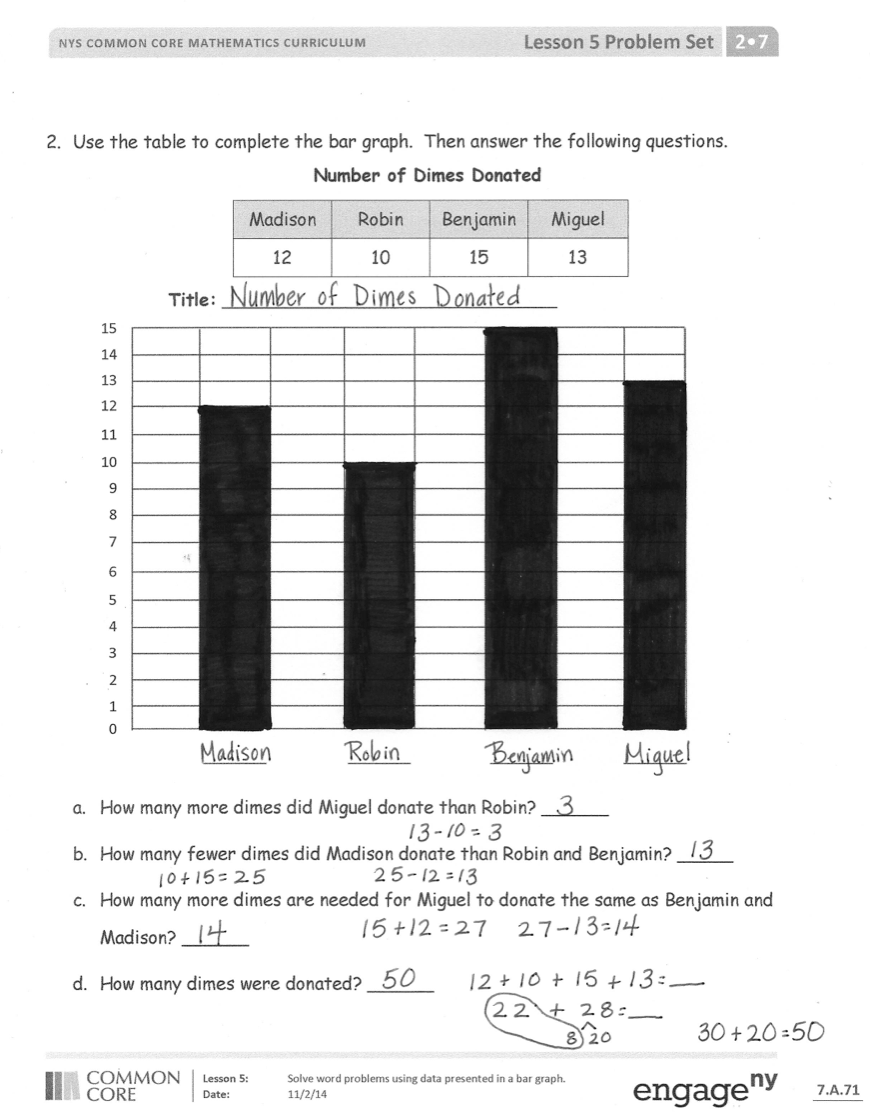 NYS COMMON CORE MATHEMATICS CURRICULUM Lesson 5 Problem Set 2•7
2. Use the table to complete the bar graph. Then answer the following questions.
Number of Dimes Donated
Madison Robin Benjamin Miguel
12 10 15 13
Title: Number of Dimes Donated
15
14
13
12
11
10
9
8
7
6
5
4
3
2
1
0
Madison Robin Benjamin Miguel
a. How many more dimes did Miguel donate than Robin? 3
13-10=3
b. How many fewer dimes did Madison donate than Robin and Benjamin? 13
10+15=25 25-12=13
c. How many more dimes are needed for Miguel to donate the same as Benjamin and
Madison? 14 15+12=27 27-13=14
d. How many dimes were donated? 50 12+10+15+13=__
22 + 28=__
8 20 30+20=50
COMMON CORE Lesson 5: Solve word problems using data presented in a bar graph.
Date: 11/2/14 engageny 7.A.71